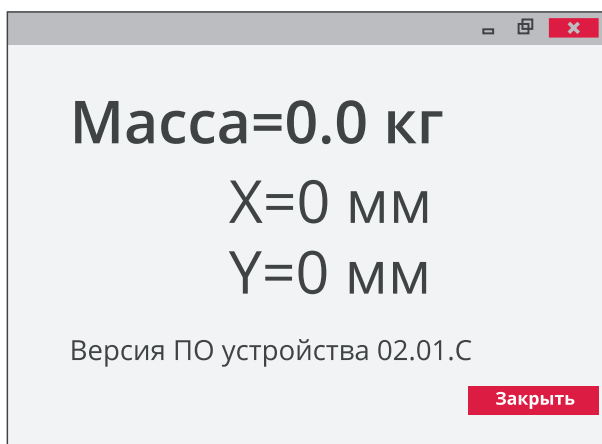 Масса=0.0 кг
X=0 мм
Y=0 мм
Версия ПО устройства 02.01.C
Закрыть